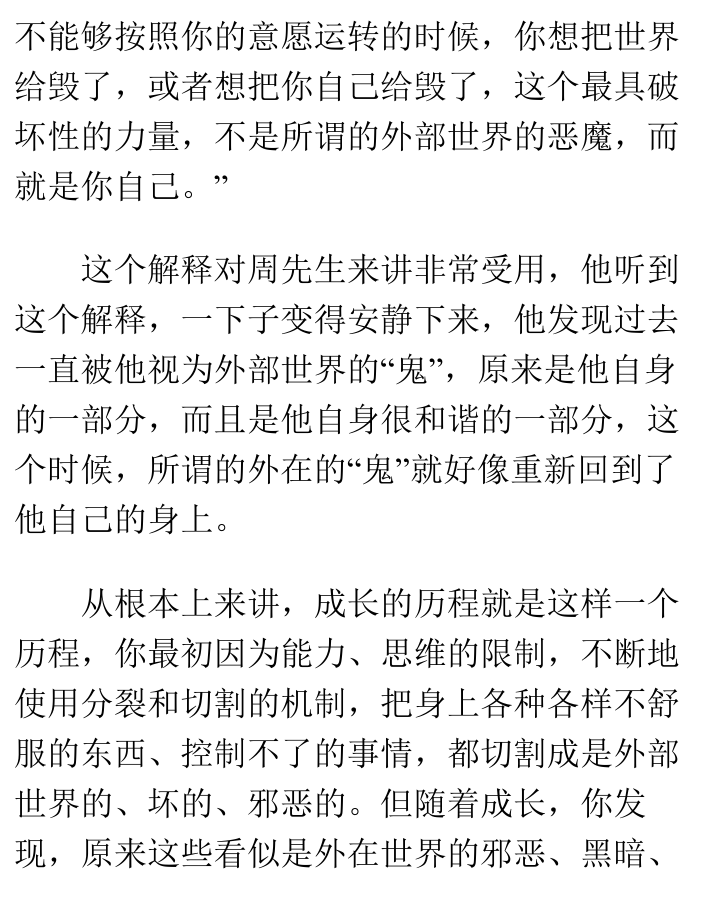 不能够按照你的意愿运转的时候，你想把世界
给毁了，或者想把你自己给毁了，这个最具破
坏性的力量，不是所谓的外部世界的恶魔，而
就是你自己。”
这个解释对周先生来讲非常受用，他听到
这个解释，一下子变得安静下来，他发现过去
一直被他视为外部世界的“鬼”，原来是他自身
的一部分，而且是他自身很和谐的一部分，这
个时候，所谓的外在的“鬼”就好像重新回到了
他自己的身上。
从根本上来讲，成长的历程就是这样一个
历程，你最初因为能力、思维的限制，不断地
使用分裂和切割的机制，把身上各种各样不舒
服的东西、控制不了的事情，都切割成是外部
世界的、坏的、邪恶的。但随着成长，你发
现，原来这些看似是外在世界的邪恶、黑暗、